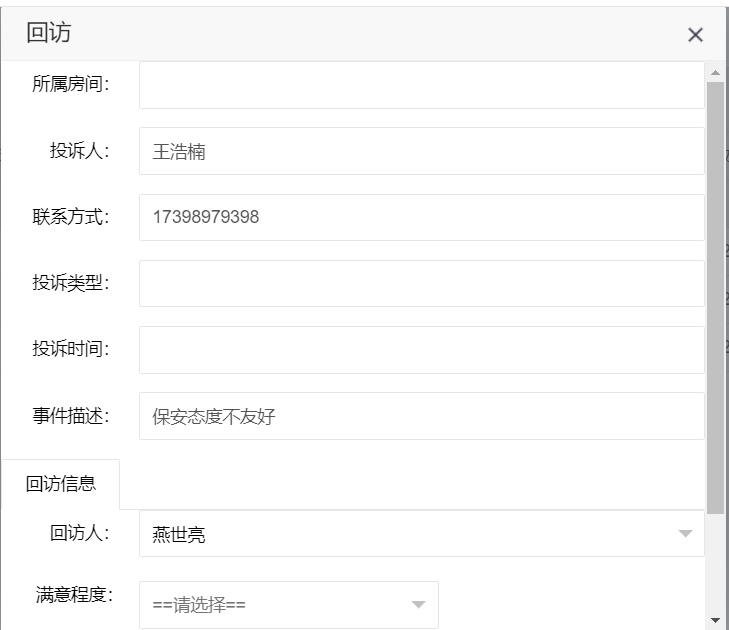 回访
所属房间:
投诉人: 王浩楠
联系方式: 17398979398
投诉类型:
投诉时间:
事件描述: 保安态度不友好
回访信息
回访人: 燕世亮
满意程度: ==请选择==